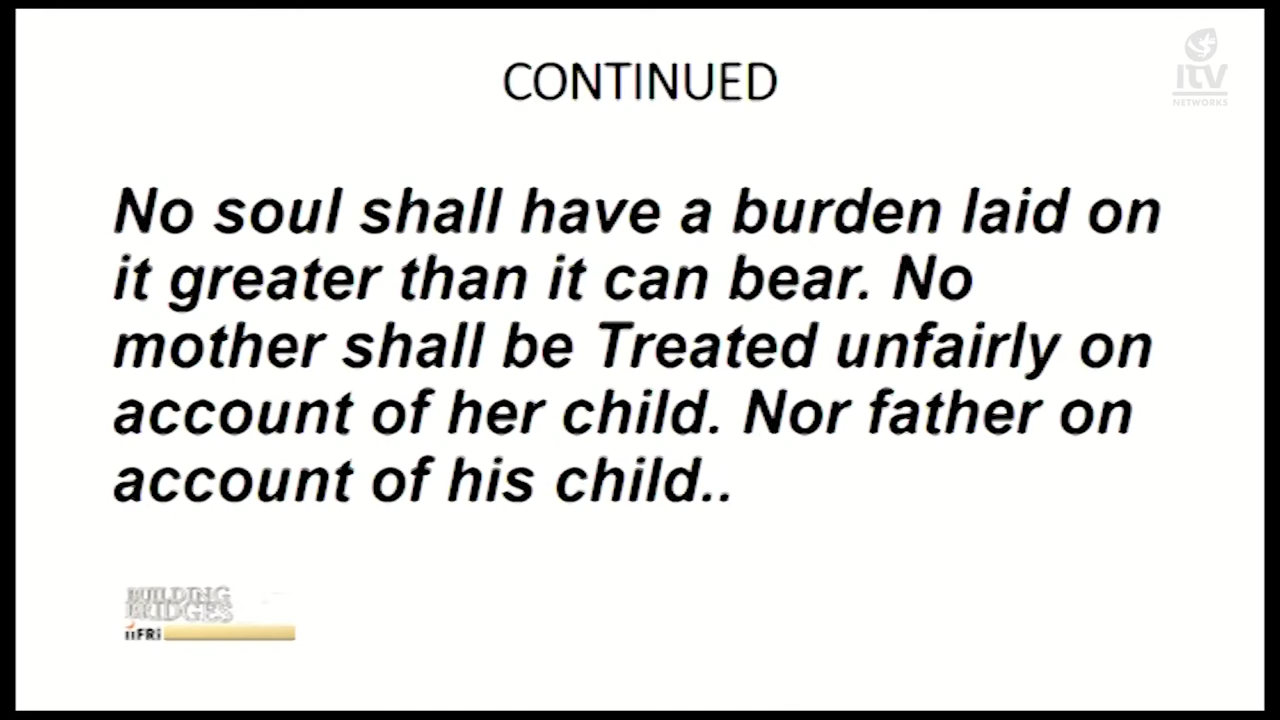 CONTINUED
ITV
NETWORKS
No soul shall have a burden laid on
it greater than it can bear. No
mother shall be Treated unfairly on
account of her child. Nor father on
account of his child..
BUILDING
BRIDGES
iiFRi